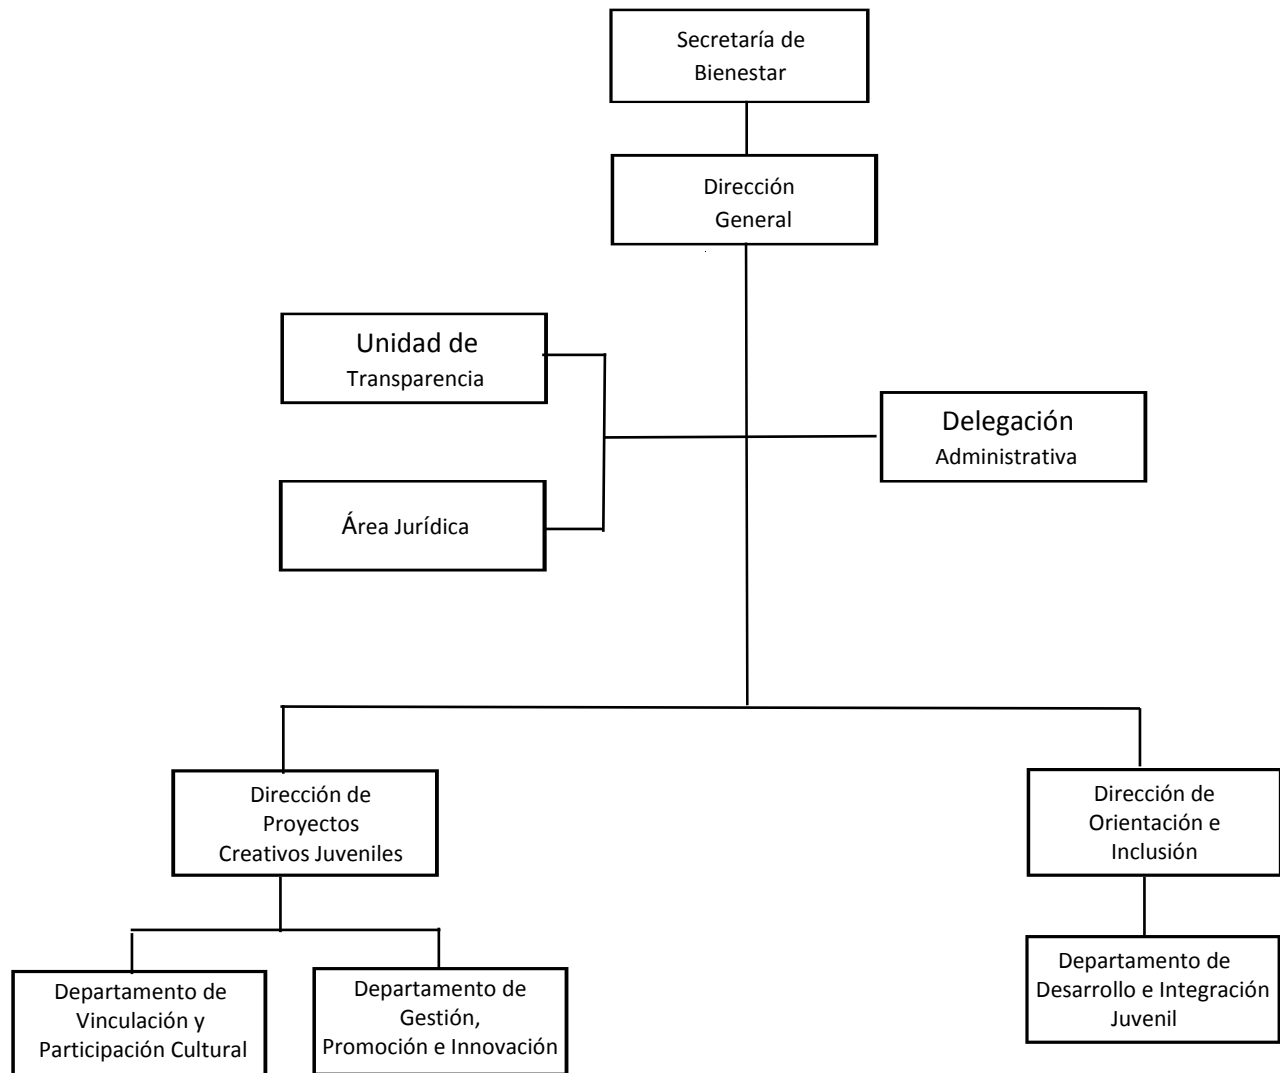 Secretaría de
Bienestar
Dirección
General
Unidad de
Transparencia
Delegación
Administrativa
Área Jurídica
Dirección de
Proyectos
Creativos Juveniles
Dirección de
Orientación e
Inclusión
Departamento de
Vinculación y
Participación Cultural
Departamento de
Gestión,
Promoción e Innovación
Departamento de
Desarrollo e Integración
Juvenil